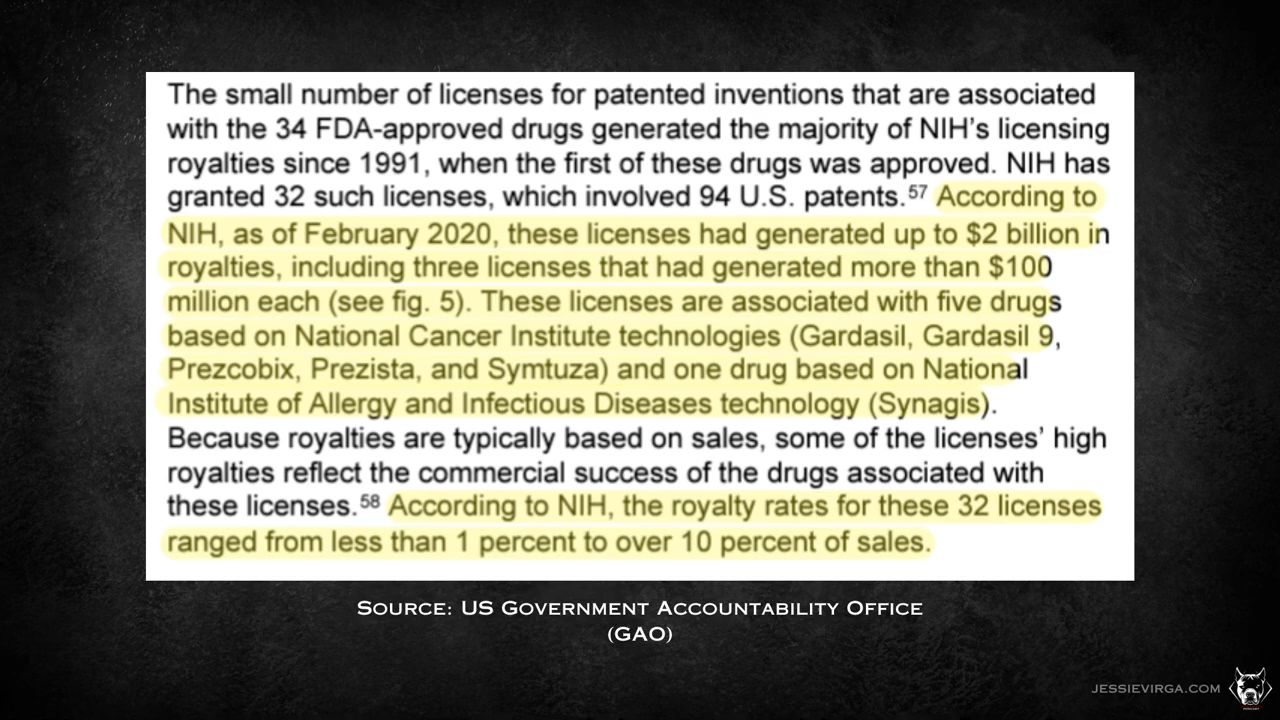 The small number of licenses for patented inventions that are associated
with the 34 FDA-approved drugs generated the majority of NIH's licensing
royalties since 1991, when the first of these drugs was approved. NIH has
granted 32 such licenses, which involved 94 U.S. patents.57 According to
NIH, as of February 2020, these licenses had generated up to $2 billion in
royalties, including three licenses that had generated more than $100
million each (see fig. 5). These licenses are associated with five drugs
based on National Cancer Institute technologies (Gardasil, Gardasil 9,
Prezcobix, Prezista, and Symtuza) and one drug based on National
Institute of Allergy and Infectious Diseases technology (Synagis).
Because royalties are typically based on sales, some of the licenses' high
royalties reflect the commercial success of the drugs associated with
these licenses.58 According to NIH, the royalty rates for these 32 licenses
ranged from less than 1 percent to over 10 percent of sales.
Source: US Government Accountability Office
(GAO)
JESSIEVIRGA.COM